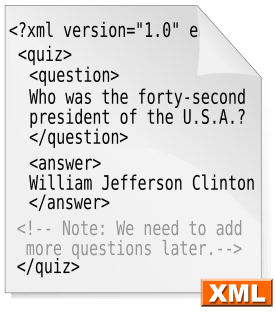 <?xml version="1.0" e
<quiz>
<question>
Who was the forty-second
president of the U.S.A.?
</question>
<answer>
William Jefferson Clinton
</answer>
<!-- Note: We need to add
more questions later.-->
</quiz>
XML